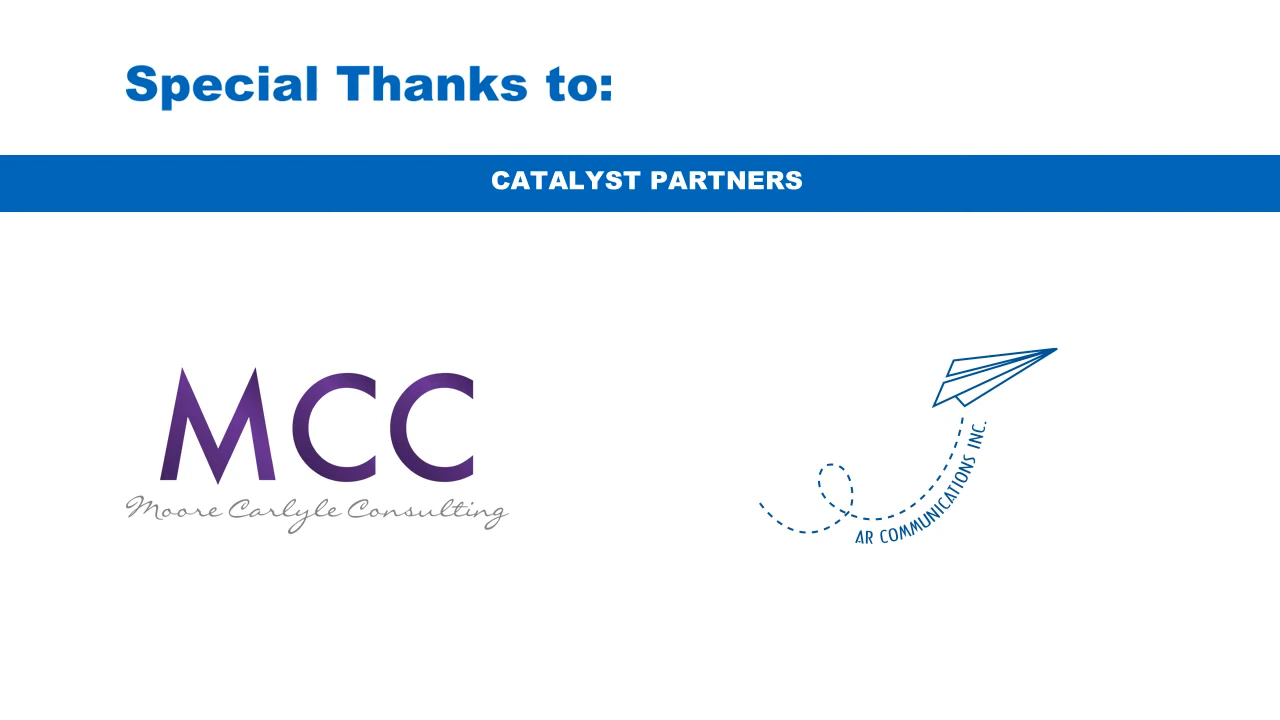 Special Thanks to:
CATALYST PARTNERS
MCC
Moore Carlyle Consulting
AR COMMUNICATIONS INC.